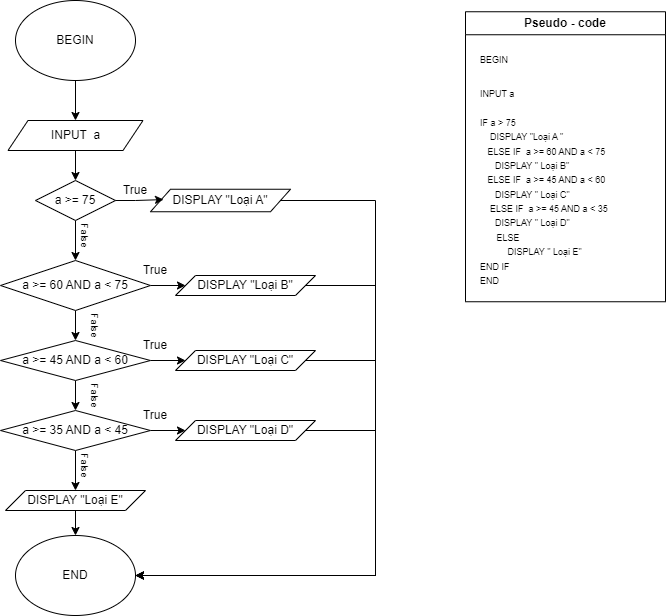 BEGIN
INPUT a
a >= 75
True
DISPLAY "Loại A"
False
a >= 60 AND a < 75
True
DISPLAY "Loại B"
False
a >= 45 AND a < 60
True
DISPLAY "Loại C"
False
a >= 35 AND a < 45
True
DISPLAY "Loại D"
False
DISPLAY "Loại E"
END
Pseudo - code
BEGIN
INPUT a
IF a > 75
DISPLAY "Loại A "
ELSE IF a >= 60 AND a < 75
DISPLAY " Loại B"
ELSE IF a >= 45 AND a < 60
DISPLAY " Loại C"
ELSE IF a >= 45 AND a < 35
DISPLAY " Loại D"
ELSE
DISPLAY " Loại E"
END IF
END